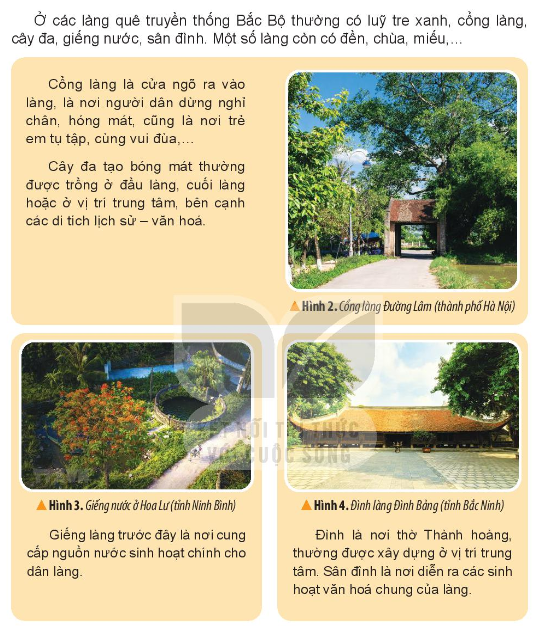 Ở các làng quê truyền thống Bắc Bộ thường có luỹ tre xanh, cổng làng,
cây đa, giếng nước, sân đình. Một số làng còn có đền, chùa, miếu,...
Cổng làng là cửa ngõ ra vào
làng, là nơi người dân dừng nghỉ
chân, hóng mát, cũng là nơi trẻ
em tụ tập, cùng vui đùa,...
Cây đa tạo bóng mát thường
được trồng ở đầu làng, cuối làng
hoặc ở vị trí trung tâm, bên cạnh
các di tích lịch sử – văn hoá.
Hình 2. Cổng làng Đường Lâm (thành phố Hà Nội)
KẾT NỐI TRI THỨC
VỚI CUỘC SỐNG
Hình 3. Giếng nước ở Hoa Lư (tỉnh Ninh Bình)
Giếng làng trước đây là nơi cung
cấp nguồn nước sinh hoạt chính cho
dân làng.
Hình 4. Đình làng Đình Bảng (tỉnh Bắc Ninh)
Đình là nơi thờ Thành hoàng,
thường được xây dựng ở vị trí trung
tâm. Sân đình là nơi diễn ra các sinh
hoạt văn hoá chung của làng.